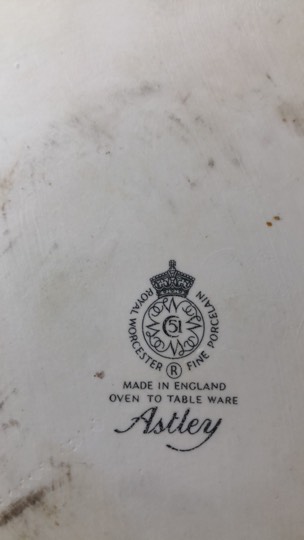 ROYAL WORCESTER ® FINE PORCELAIN
51
MADE IN ENGLAND
OVEN TO TABLE WARE
Astley